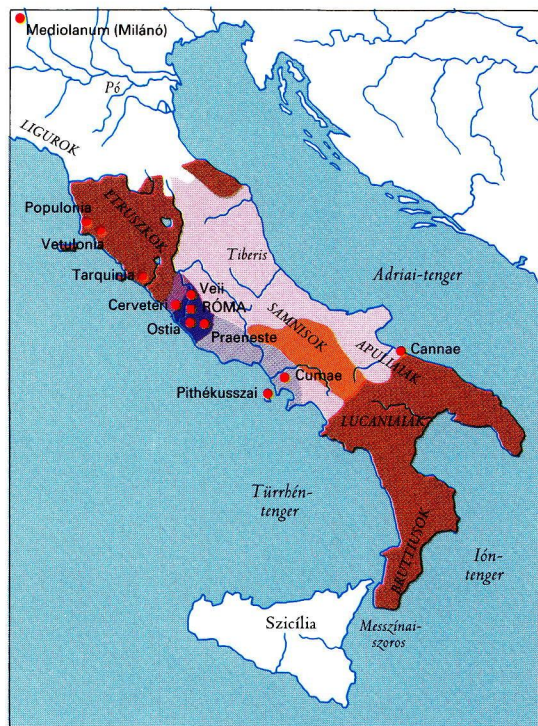 Mediolanum (Milánó)
Pó
LIGUROK
ETRUSZKOK
Populonia
Vetulonia
Tiberis
Tarquinia
Adriai-tenger
Veii
Cerveteri
RÓMA
SAMNISOK
Ostia
Praeneste
APULIAIAK
Cannae
Cumae
Pithékusszai
LUCANIAIAK
Türrhén-
tenger
BRUTTIUSOK
Ión-
tenger
Szicília
Messzínai-
szoros